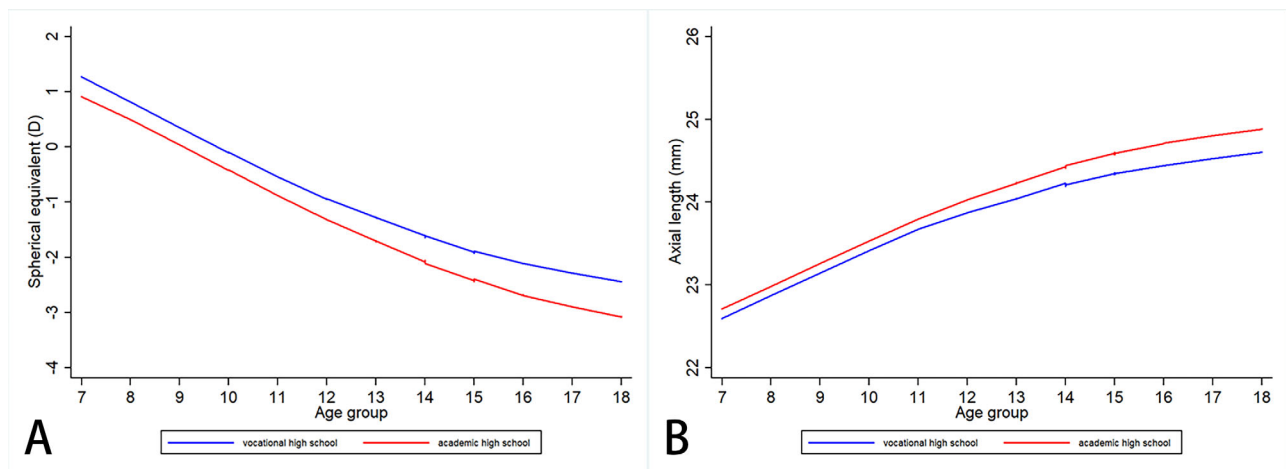 2
1
0
-1
-2
-3
-4
Spherical equivalent (D)
7 8 9 10 11 12 13 14 15 16 17 18
Age group
vocational high school academic high school
A
26
25
24
23
22
Axial length (mm)
7 8 9 10 11 12 13 14 15 16 17 18
Age group
vocational high school academic high school
B